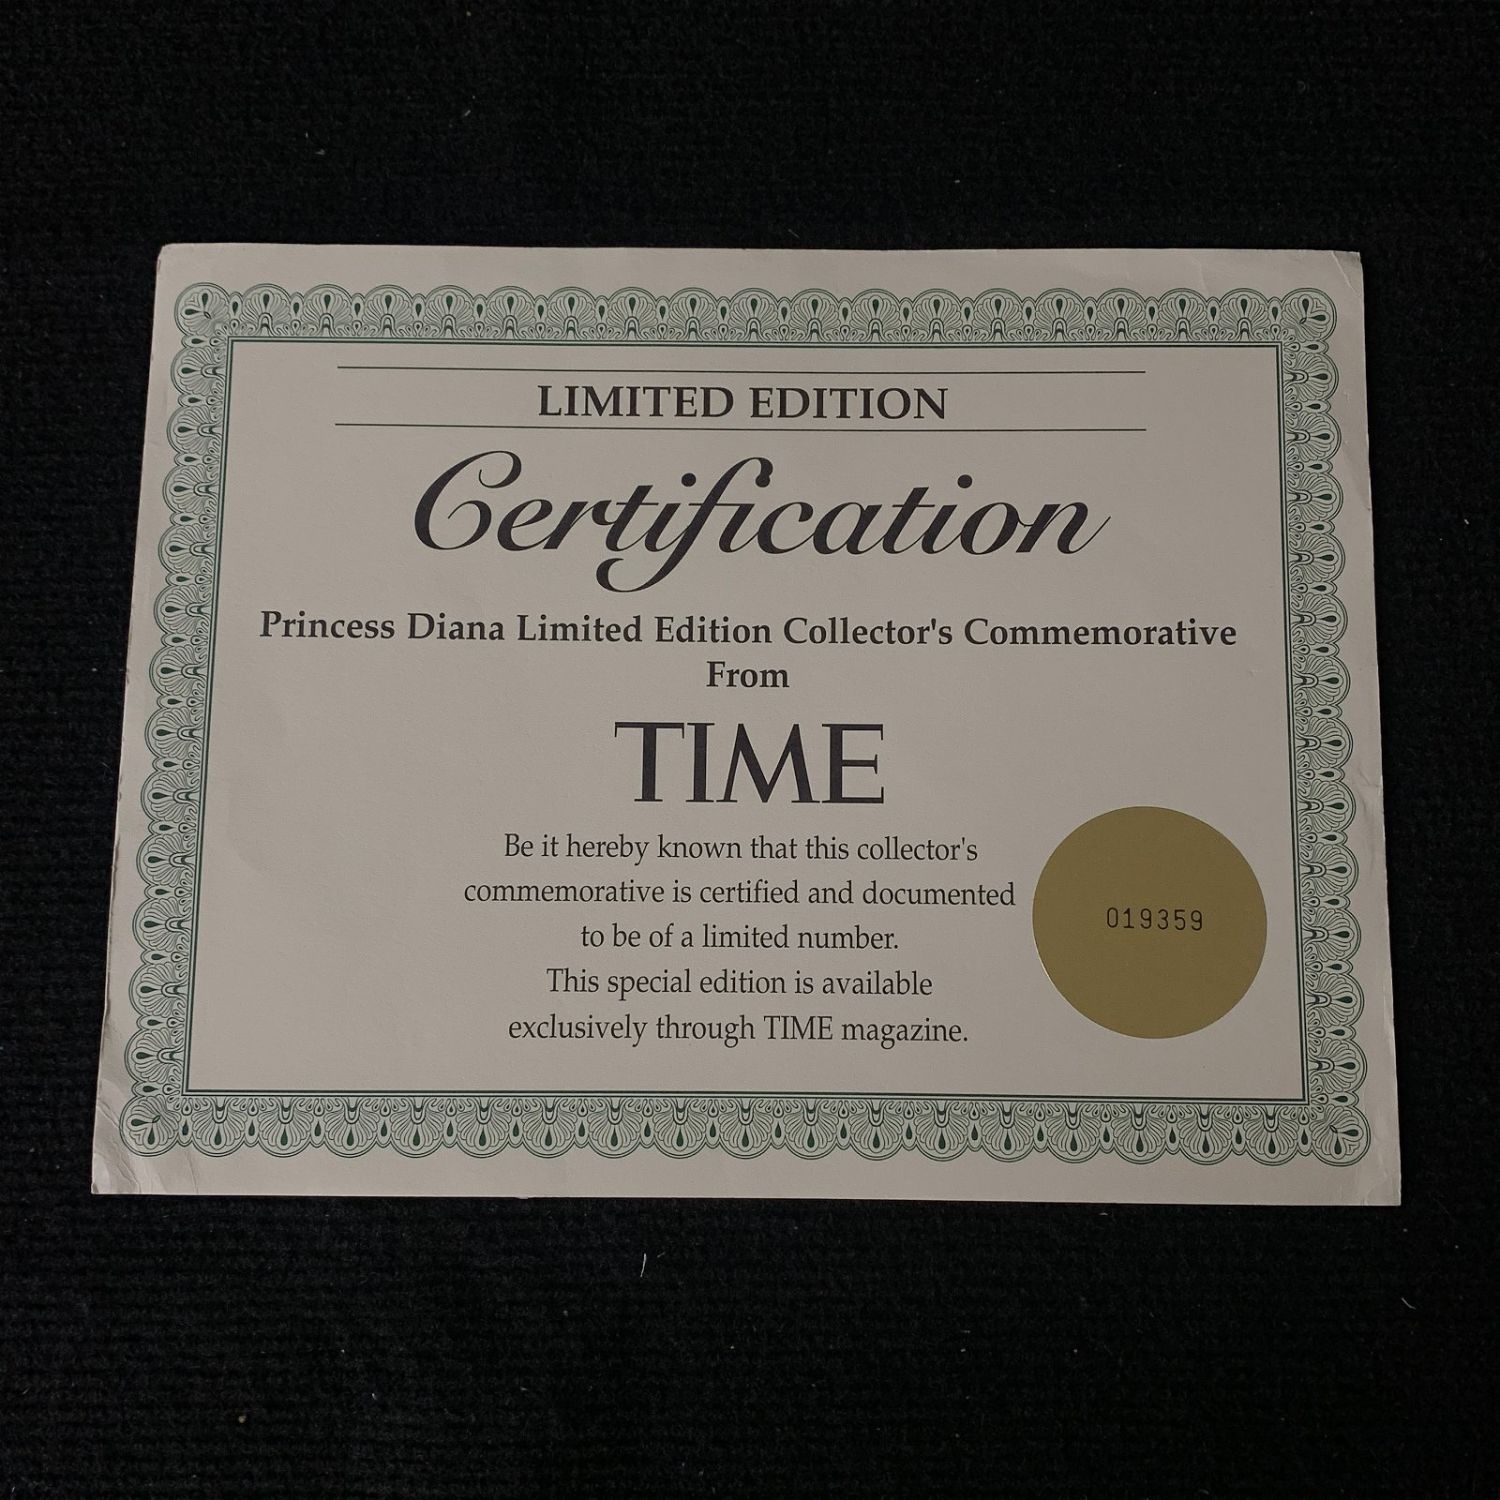 LIMITED EDITION
Certification
Princess Diana Limited Edition Collector's Commemorative
From
TIME
Be it hereby known that this collector's
commemorative is certified and documented
to be of a limited number.
This special edition is available
exclusively through TIME magazine.
019359